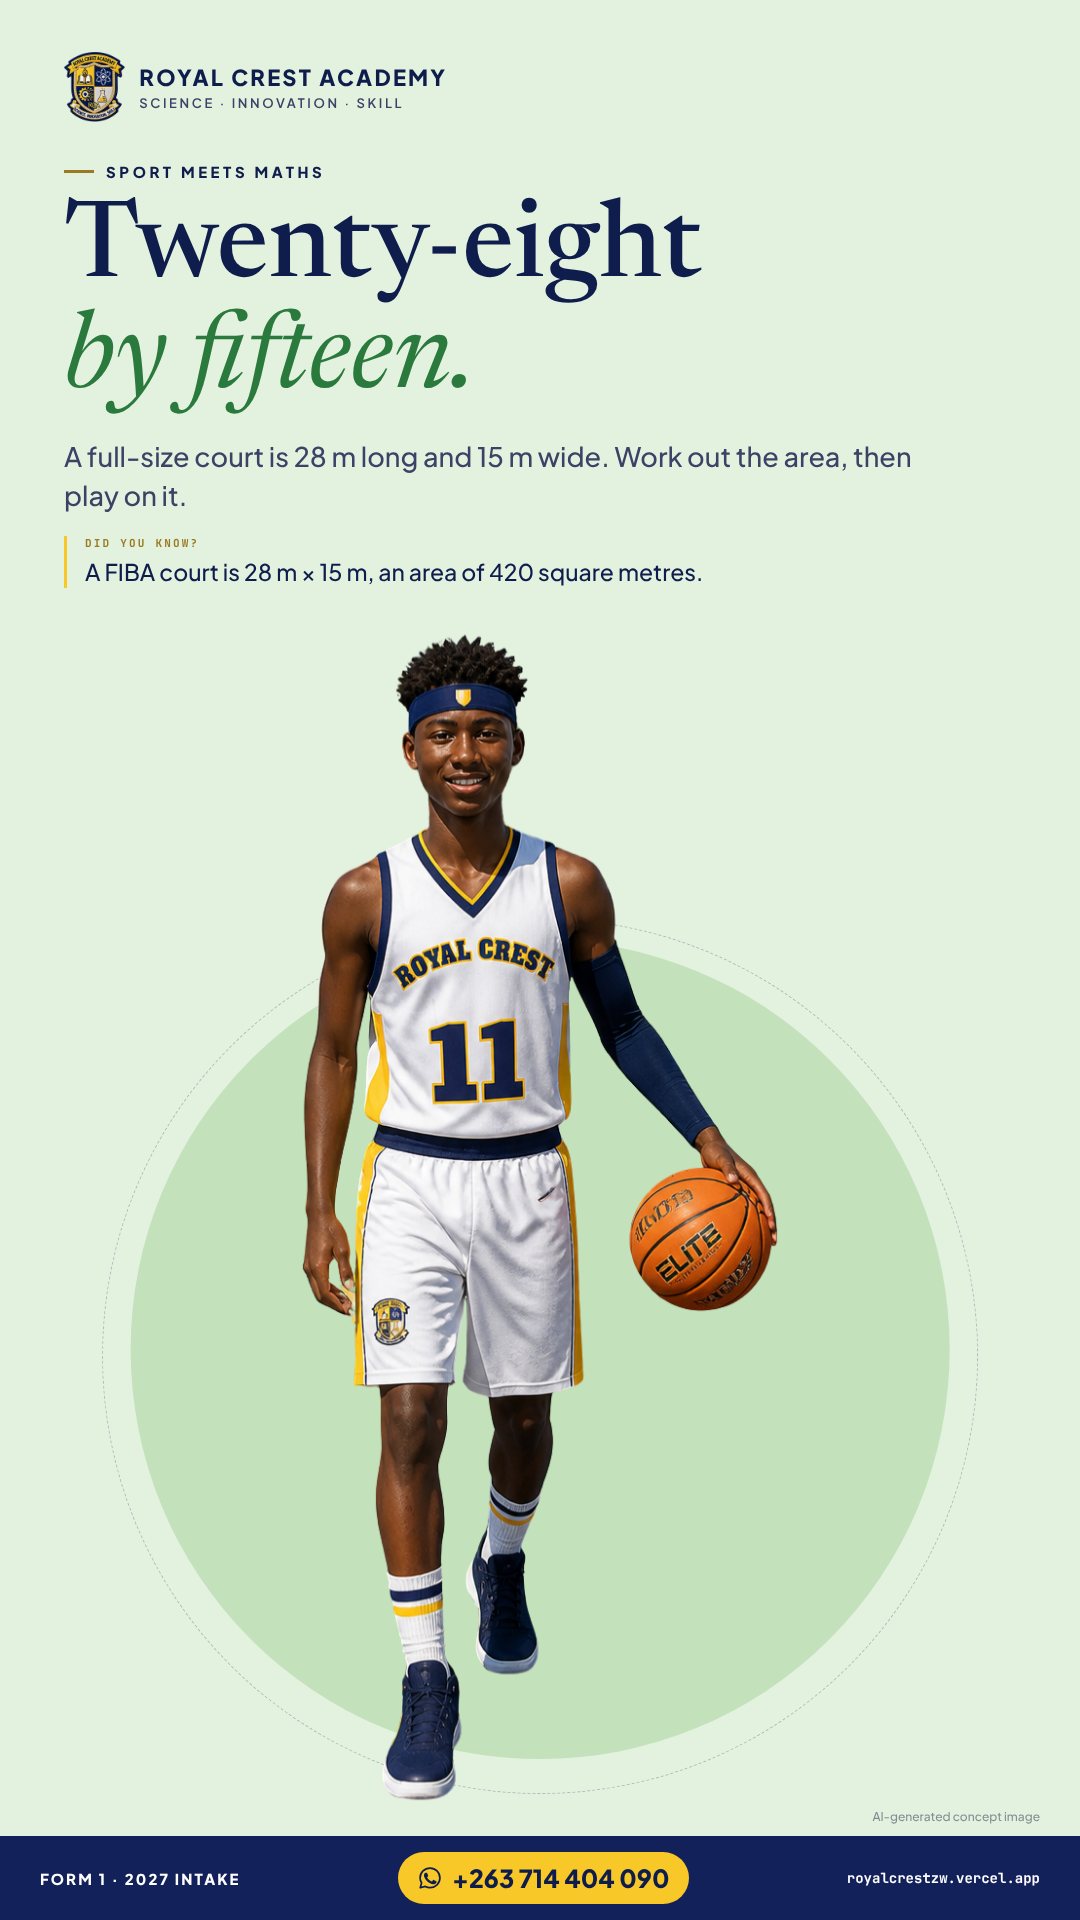 ROYAL CREST ACADEMY
SCIENCE · INNOVATION · SKILL
SPORT MEETS MATHS
Twenty-eight
by fifteen.
A full-size court is 28 m long and 15 m wide. Work out the area, then
play on it.
DID YOU KNOW?
A FIBA court is 28 m × 15 m, an area of 420 square metres.
ROYAL CREST
11
ELITE
AI-generated concept image
FORM 1 · 2027 INTAKE
+263 714 404 090
royalcrestzw.vercel.app